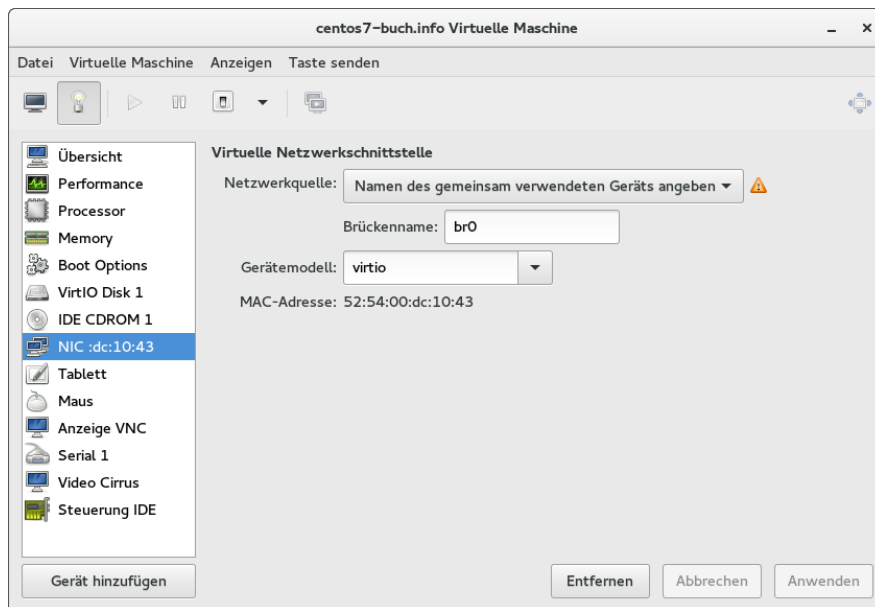 centos7-buch.info Virtuelle Maschine
Datei Virtuelle Maschine Anzeigen Taste senden
Übersicht
Performance
Processor
Memory
Boot Options
VirtIO Disk 1
IDE CDROM 1
NIC :dc:10:43
Tablett
Maus
Anzeige VNC
Serial 1
Video Cirrus
Steuerung IDE
Gerät hinzufügen
Virtuelle Netzwerkschnittstelle
Netzwerkquelle: Namen des gemeinsam verwendeten Geräts angeben
Brückenname: br0
Gerätemodell: virtio
MAC-Adresse: 52:54:00:dc:10:43
Entfernen Abbrechen Anwenden